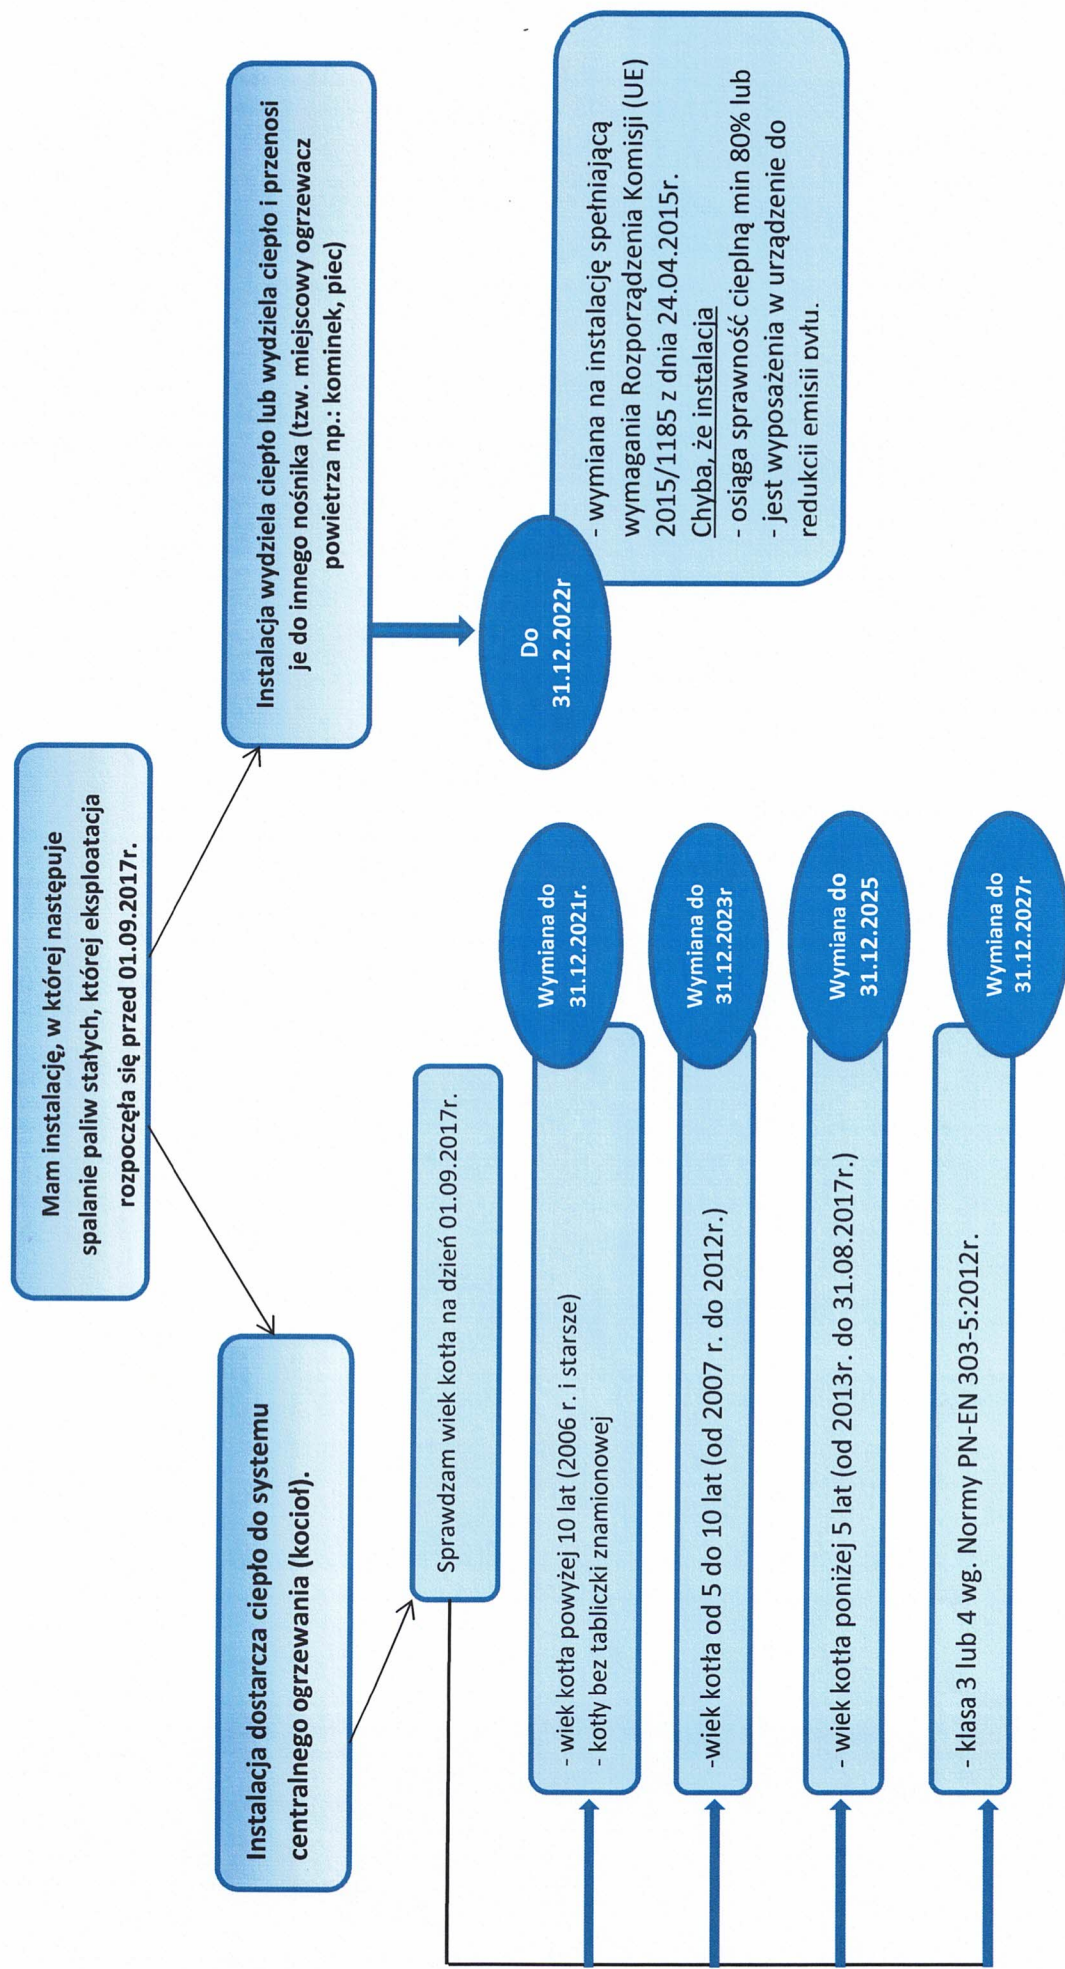 Mam instalację, w której następuje
spalanie paliw stałych, której eksploatacja
rozpoczęła się przed 01.09.2017r.
Instalacja dostarcza ciepło do systemu
centralnego ogrzewania (kocioł).
Sprawdzam wiek kotła na dzień 01.09.2017r.
- wiek kotła powyżej 10 lat (2006 r. i starsze)
- kotły bez tabliczki znamionowej
Wymiana do
31.12.2021r.
-wiek kotła od 5 do 10 lat (od 2007 r. do 2012r.)
Wymiana do
31.12.2023r
- wiek kotła poniżej 5 lat (od 2013r. do 31.08.2017r.)
Wymiana do
31.12.2025
- klasa 3 lub 4 wg. Normy PN-EN 303-5:2012r.
Wymiana do
31.12.2027r
Instalacja wydziela ciepło lub wydziela ciepło i przenosi
je do innego nośnika (tzw. miejscowy ogrzewacz
powietrza np.: kominek, piec)
Do
31.12.2022r
- wymiana na instalację spełniającą
wymagania Rozporządzenia Komisji (UE)
2015/1185 z dnia 24.04.2015r.
Chyba, że instalacja
- osiąga sprawność cieplną min 80% lub
- jest wyposażenia w urządzenie do
redukcji emisji pyłu.